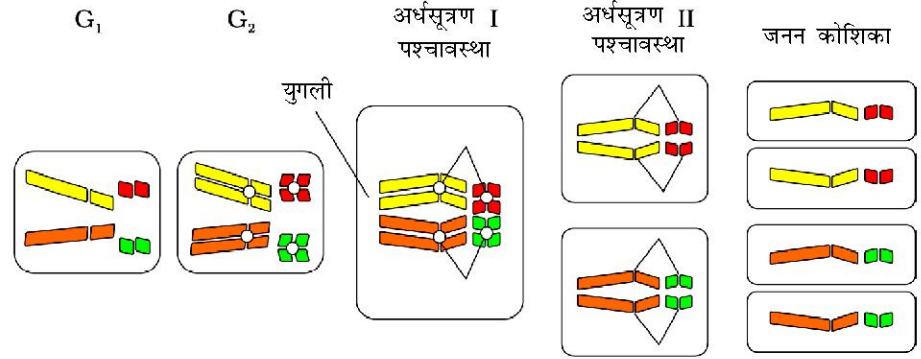 G₁
G₂
अर्धसूत्रण I
पश्चावस्था
अर्धसूत्रण II
पश्चावस्था
जनन कोशिका
युगली